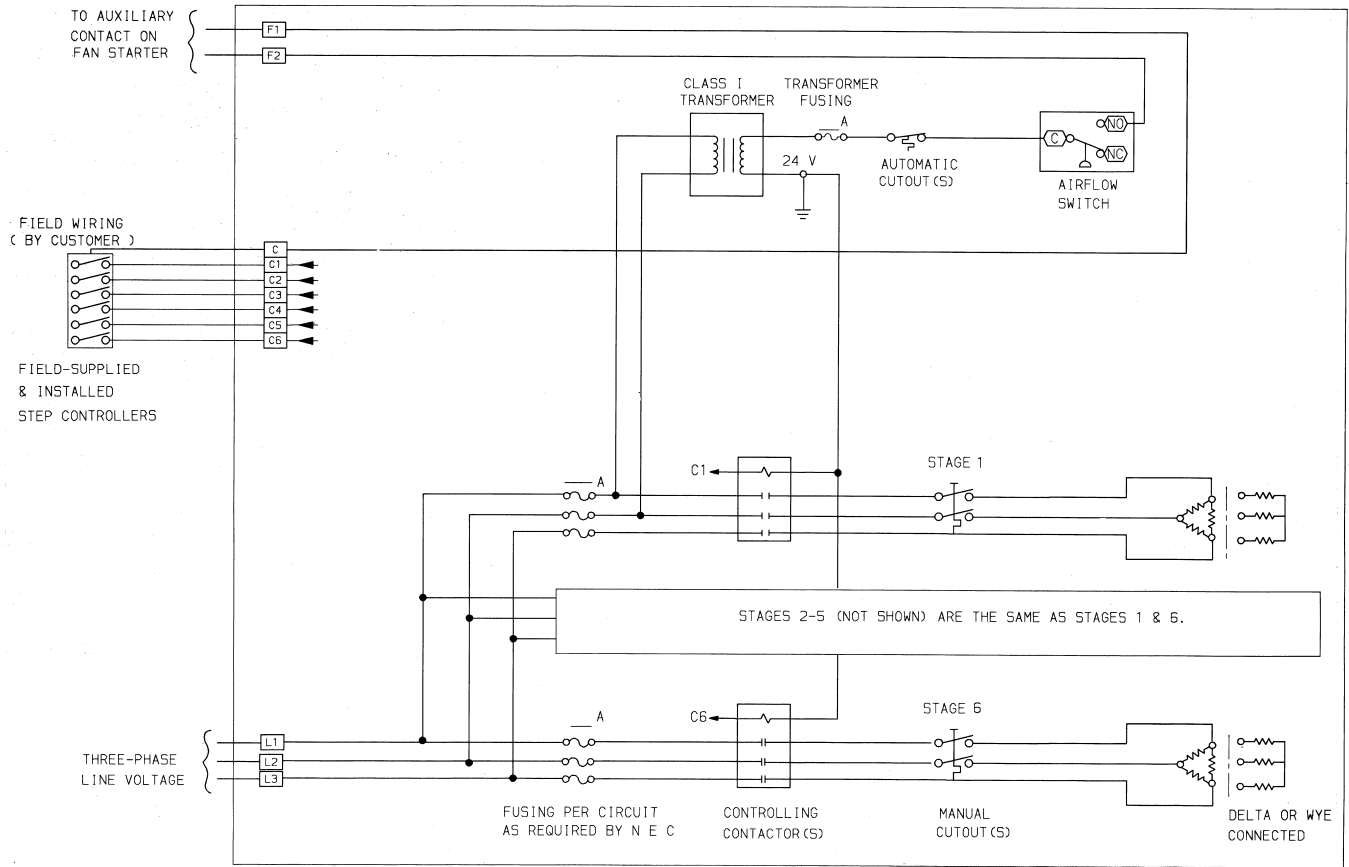 TO AUXILIARY
CONTACT ON
FAN STARTER
F1
F2
CLASS I
TRANSFORMER
TRANSFORMER
FUSING
A
24 V
AUTOMATIC
CUTOUT(S)
C
NO
NC
AIRFLOW
SWITCH
FIELD WIRING
( BY CUSTOMER )
C
C1
C2
C3
C4
C5
C6
FIELD-SUPPLIED
& INSTALLED
STEP CONTROLLERS
A
C1
STAGE 1
STAGES 2-5 (NOT SHOWN) ARE THE SAME AS STAGES 1 & 6.
A
C6
STAGE 6
THREE-PHASE
LINE VOLTAGE
L1
L2
L3
FUSING PER CIRCUIT
AS REQUIRED BY N E C
CONTROLLING
CONTACTOR(S)
MANUAL
CUTOUT(S)
DELTA OR WYE
CONNECTED